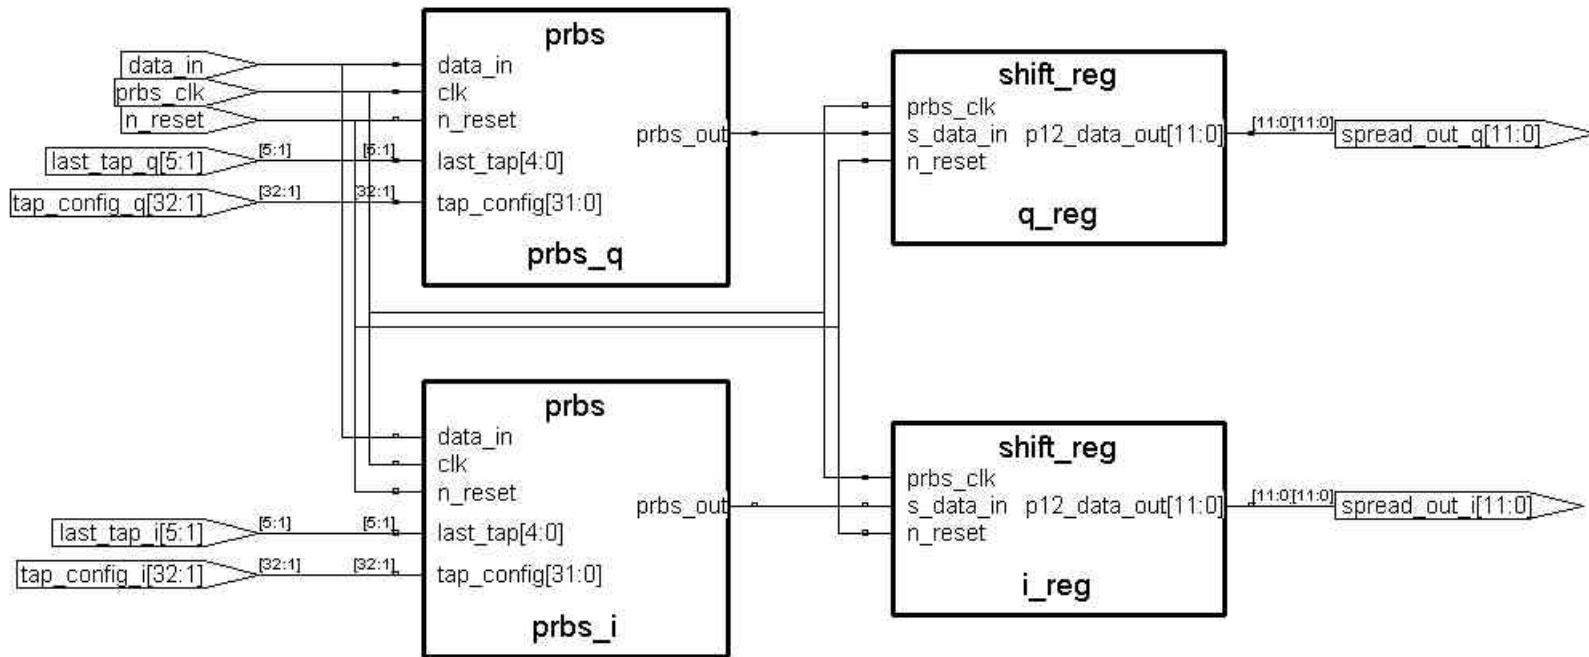 prbs
data_in
prbs_clk
n_reset
last_tap_q[5:1]
[5:1]
[5:1]
tap_config_q[32:1]
[32:1]
[32:1]
data_in
clk
n_reset
last_tap[4:0]
tap_config[31:0]
prbs_out
prbs_q
shift_reg
prbs_clk
s_data_in p12_data_out[11:0]
n_reset
q_reg
[11:0][11:0]
spread_out_q[11:0]
prbs
data_in
clk
n_reset
last_tap_i[5:1]
[5:1]
[5:1]
tap_config_i[32:1]
[32:1]
[32:1]
last_tap[4:0]
tap_config[31:0]
prbs_out
prbs_i
shift_reg
prbs_clk
s_data_in p12_data_out[11:0]
n_reset
i_reg
[11:0][11:0]
spread_out_i[11:0]